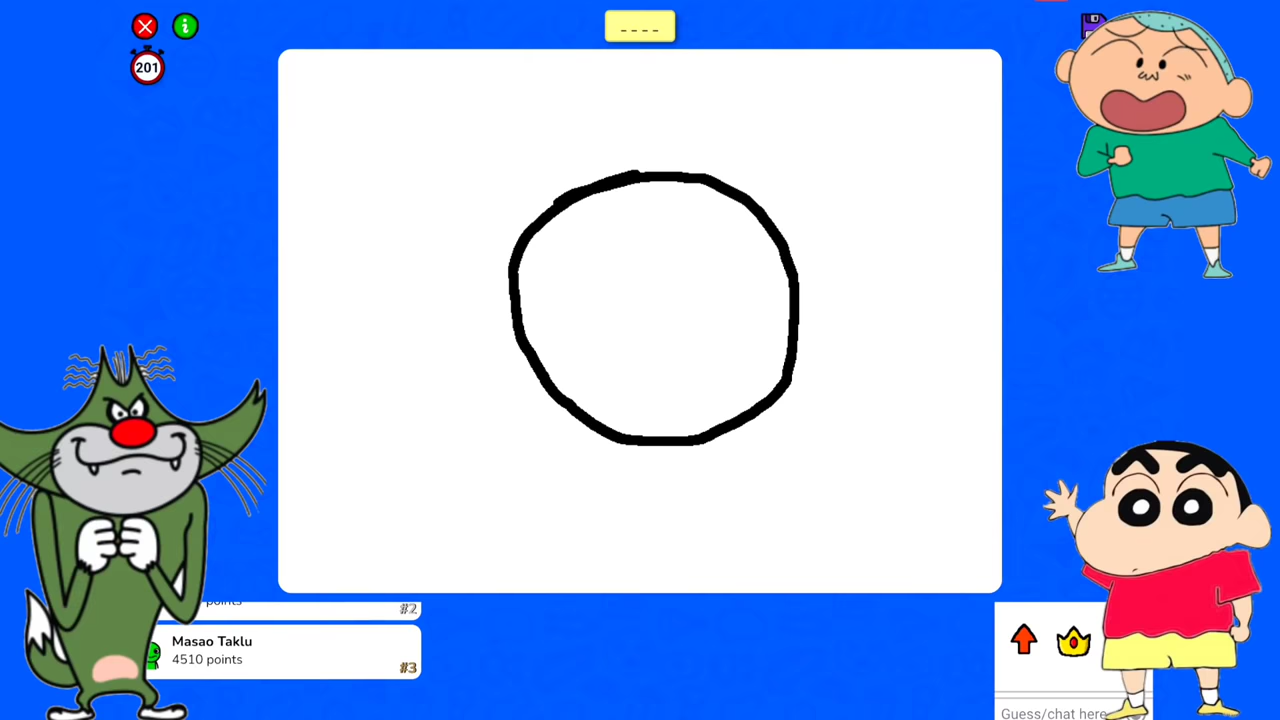 i
- - - -
201
points
#2
Masao Taklu
4510 points
#3
Guess/chat here